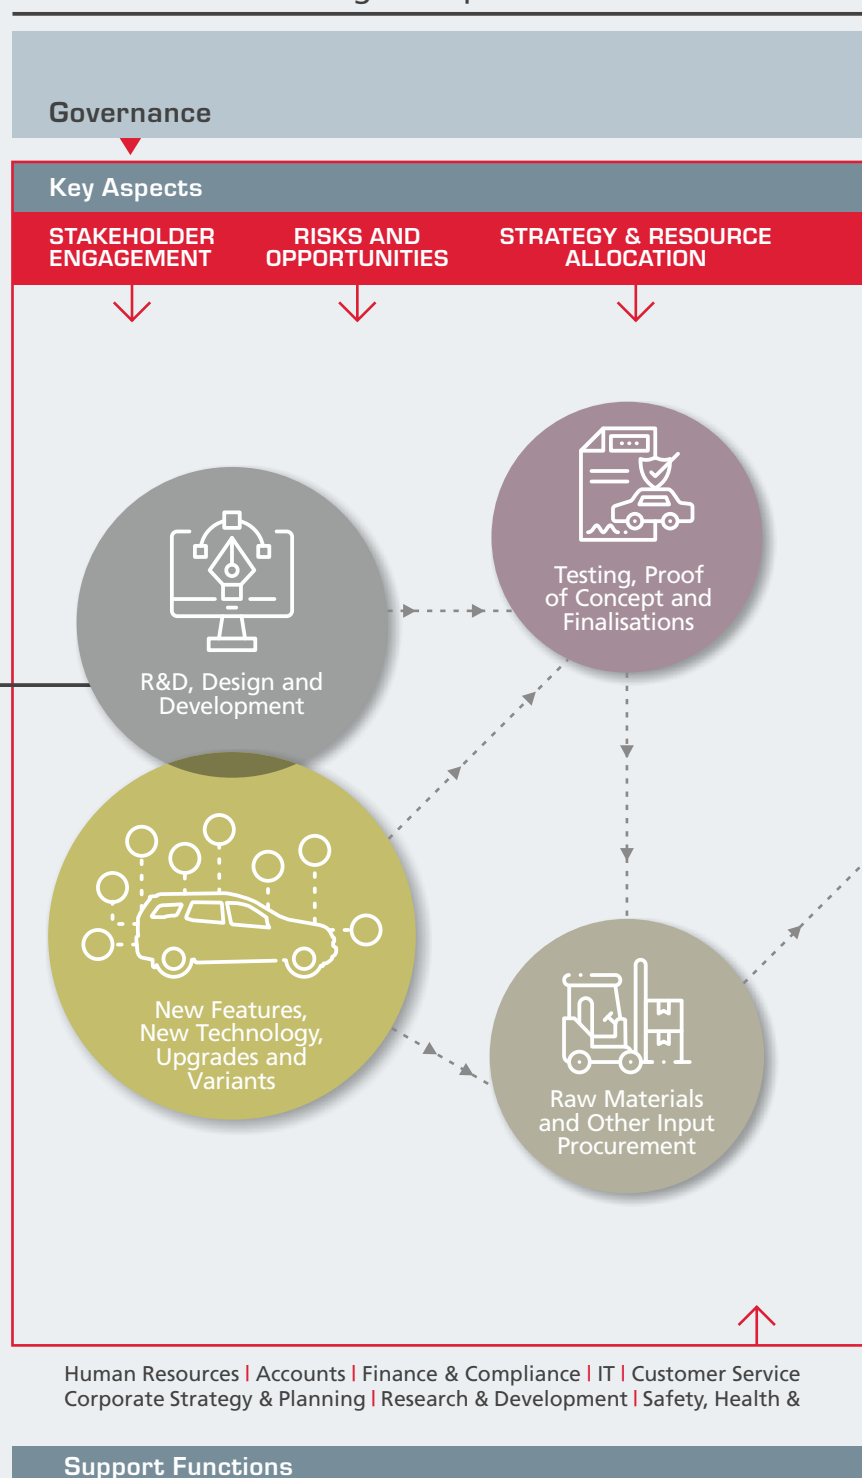 Governance
Key Aspects
STAKEHOLDER
ENGAGEMENT
RISKS AND
OPPORTUNITIES
STRATEGY & RESOURCE
ALLOCATION
Testing, Proof
of Concept and
Finalisations
R&D, Design and
Development
New Features,
New Technology,
Upgrades and
Variants
Raw Materials
and Other Input
Procurement
Human Resources | Accounts | Finance & Compliance | IT | Customer Service
Corporate Strategy & Planning | Research & Development | Safety, Health &
Support Functions